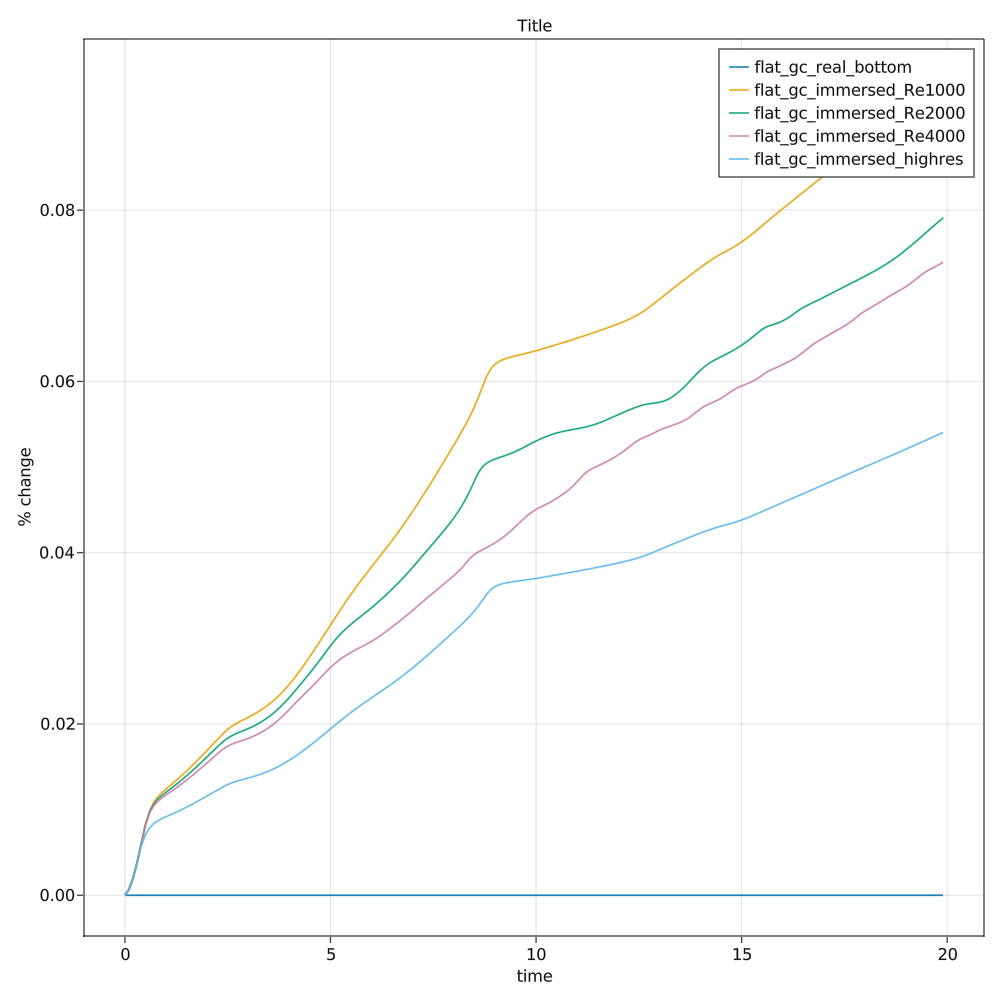 Title
flat_gc_real_bottom
flat_gc_immersed_Re1000
flat_gc_immersed_Re2000
flat_gc_immersed_Re4000
flat_gc_immersed_highres
% change
0.08
0.06
0.04
0.02
0.00
0 5 10 15 20
time